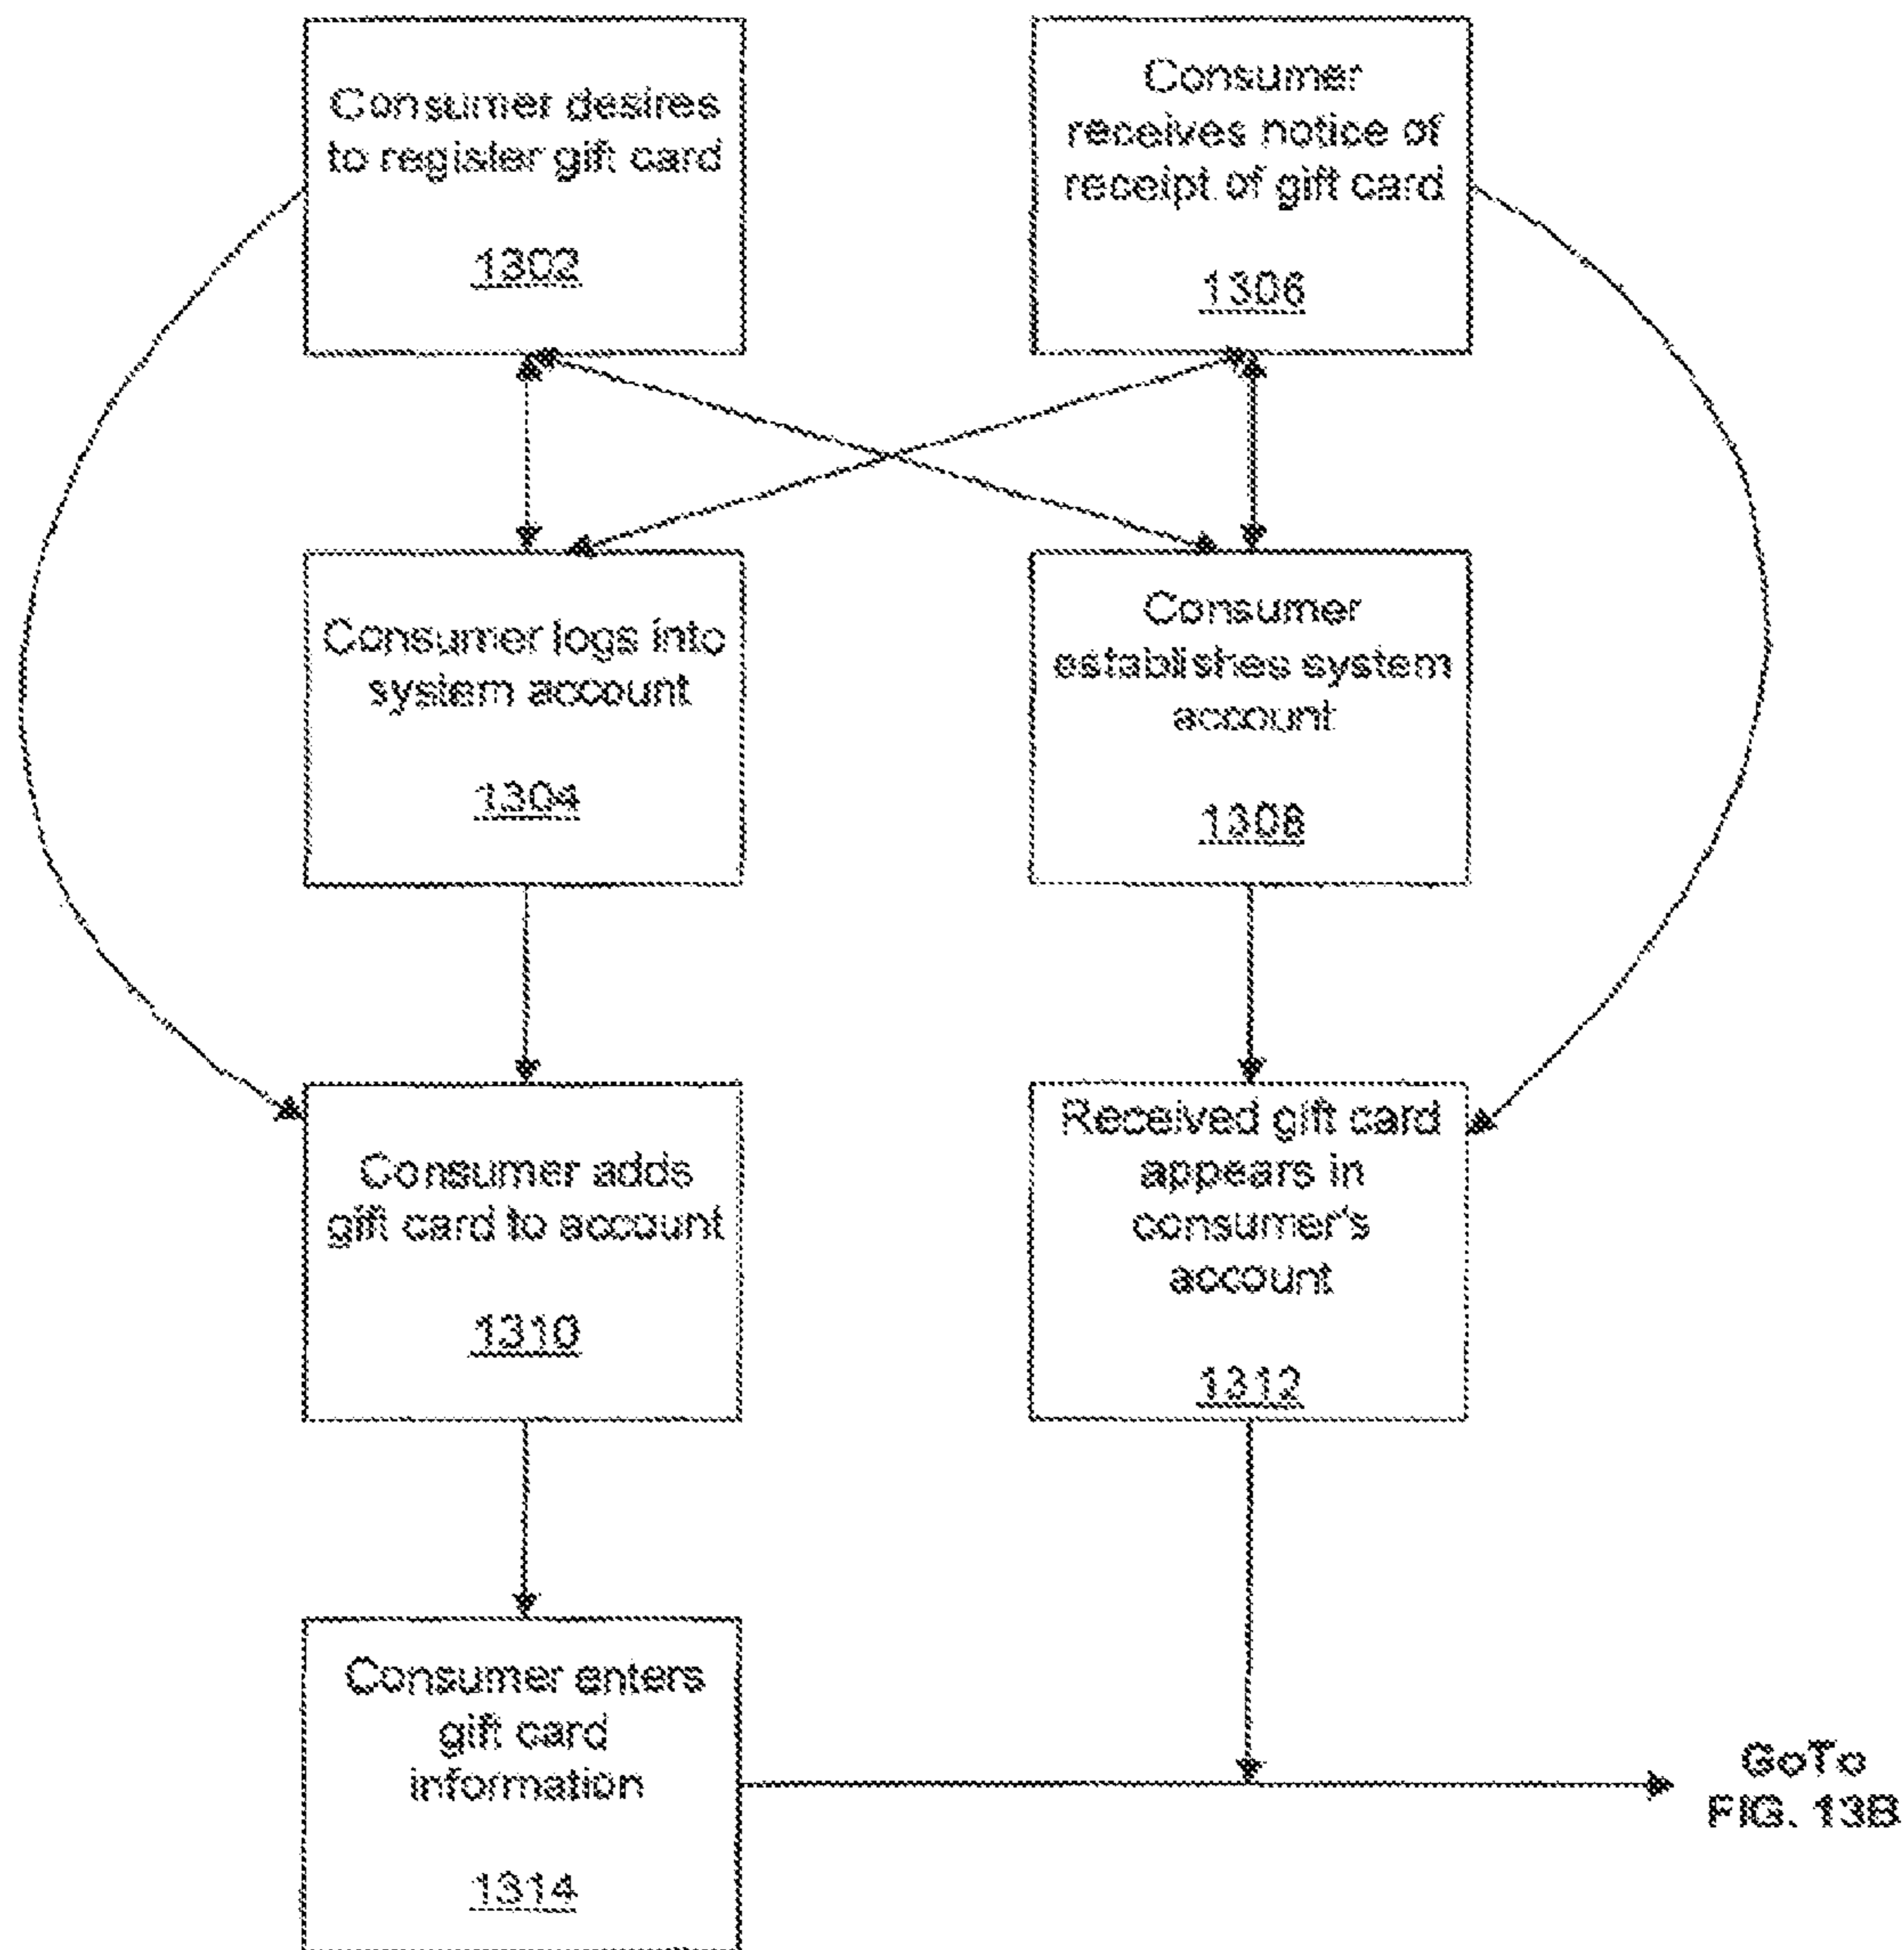 Consumer desires
to register gift card
1302
Consumer
receives notice of
receipt of gift card
1306
Consumer logs into
system account
1304
Consumer
establishes system
account
1308
Consumer adds
gift card to account
1310
Received gift card
appears in
consumer's
account
1312
Consumer enters
gift card
information
1314
GoTo
FIG. 13B